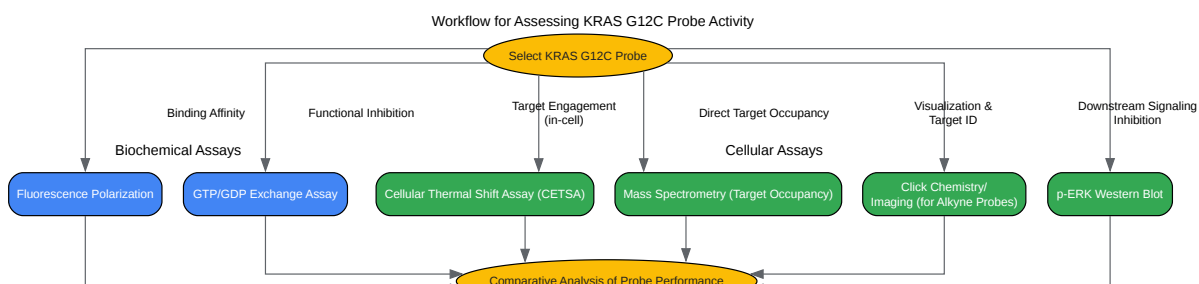 Workflow for Assessing KRAS G12C Probe Activity
Select KRAS G12C Probe
Binding Affinity
Functional Inhibition
Target Engagement
(in-cell)
Direct Target Occupancy
Visualization &
Target ID
Downstream Signaling
Inhibition
Biochemical Assays
Cellular Assays
Fluorescence Polarization
GTP/GDP Exchange Assay
Cellular Thermal Shift Assay (CETSA)
Mass Spectrometry (Target Occupancy)
Click Chemistry/
Imaging (for Alkyne Probes)
p-ERK Western Blot
Comparative Analysis of Probe Performance